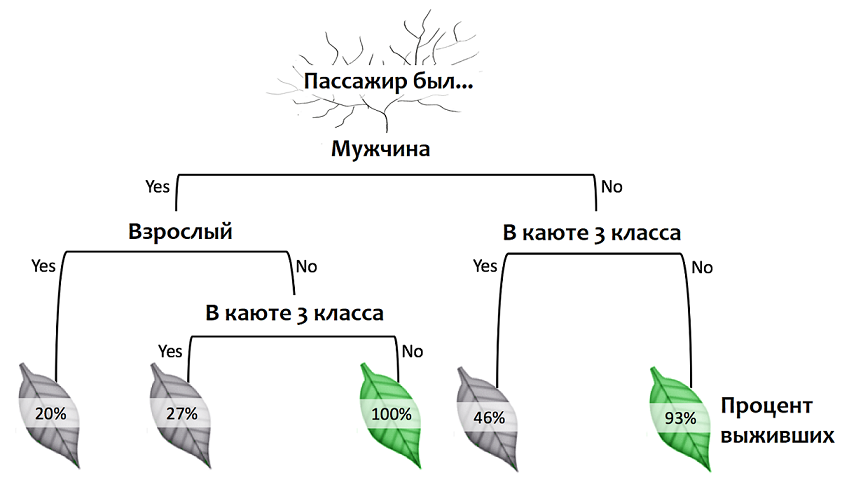 Пассажир был...
Мужчина
Yes
No
Взрослый
В каюте 3 класса
Yes
No
Yes
No
В каюте 3 класса
Yes
No
20%
27%
100%
46%
93%
Процент
выживших